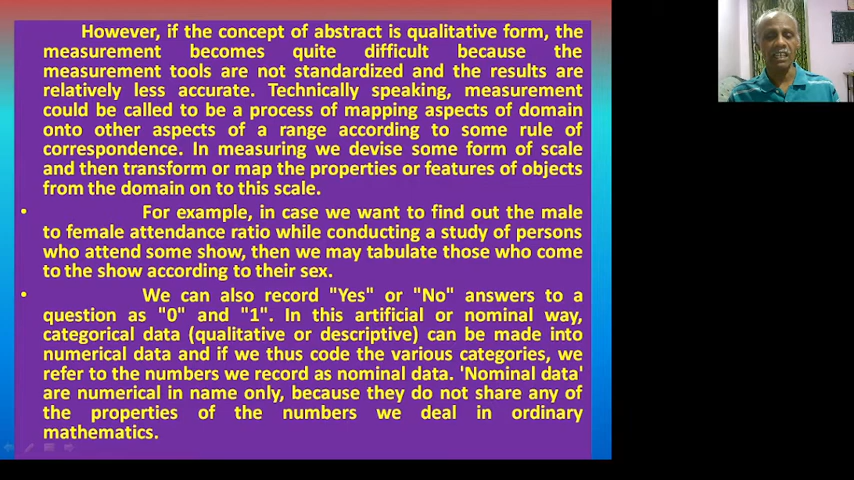 However, if the concept of abstract is qualitative form, the
measurement becomes quite difficult because the
measurement tools are not standardized and the results are
relatively less accurate. Technically speaking, measurement
could be called to be a process of mapping aspects of domain
onto other aspects of a range according to some rule of
correspondence. In measuring we devise some form of scale
and then transform or map the properties or features of objects
from the domain on to this scale.
• For example, in case we want to find out the male
to female attendance ratio while conducting a study of persons
who attend some show, then we may tabulate those who come
to the show according to their sex.
• We can also record "Yes" or "No" answers to a
question as "0" and "1". In this artificial or nominal way,
categorical data (qualitative or descriptive) can be made into
numerical data and if we thus code the various categories, we
refer to the numbers we record as nominal data. 'Nominal data'
are numerical in name only, because they do not share any of
the properties of the numbers we deal in ordinary
mathematics.